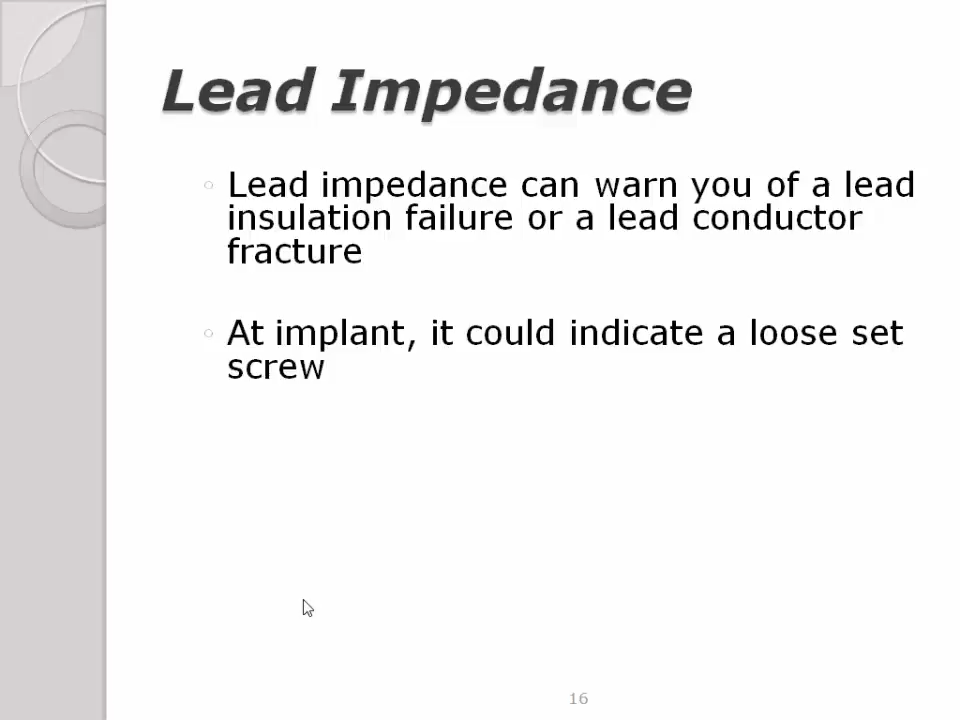 Lead Impedance
Lead impedance can warn you of a lead
insulation failure or a lead conductor
fracture
At implant, it could indicate a loose set
screw
16